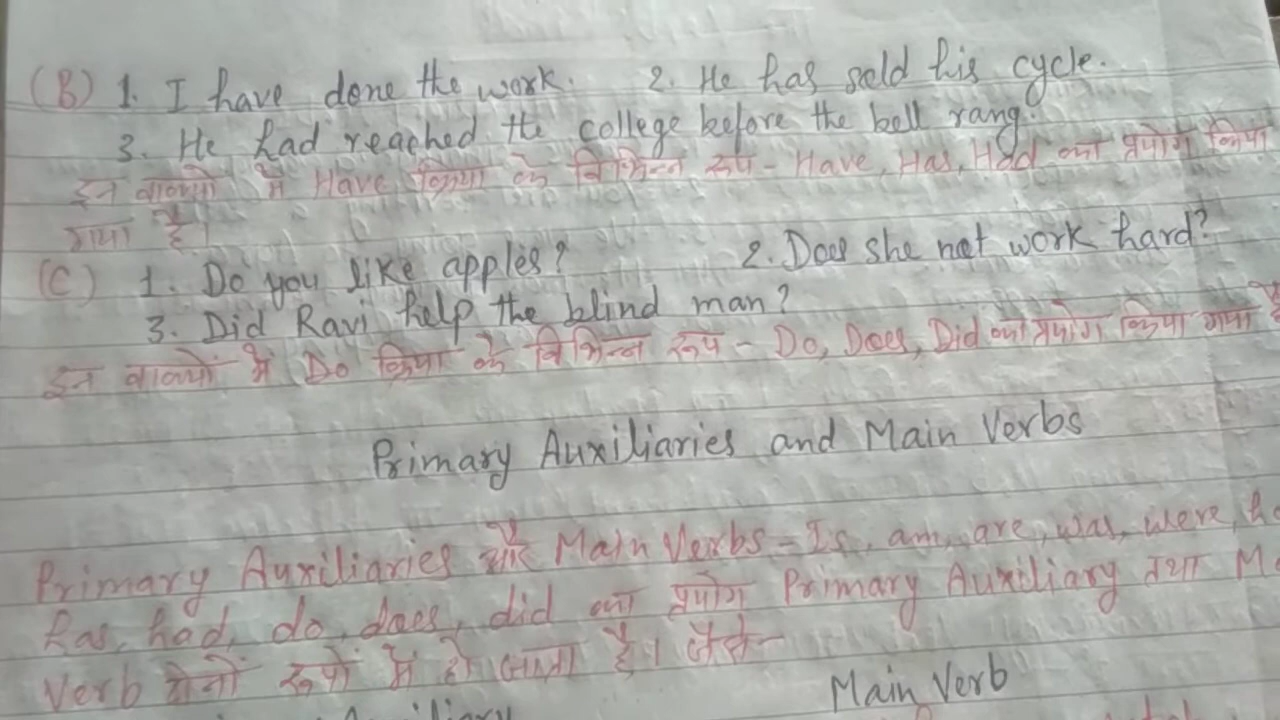 (B) 1. I have done the work. 2. He has sold his cycle.
3. He had reached the college before the bell rang.
इन वाक्यो में Have क्रिया के विभिन्न रूप - Have, Has, Had का प्रयोग किया
गया है।
(C) 1. Do you like apples? 2. Does she not work hard?
3. Did Ravi help the blind man?
इन वाक्यों में Do क्रिया के विभिन्न रूप - Do, Does, Did का प्रयोग किया गया है
Primary Auxiliaries and Main Verbs
Primary Auxiliaries और Main Verbs - Is, am, are, was, were,
has, had, do, does, did का प्रयोग Primary Auxiliary तथा
Verb दोनों रूपों में हो जाता है। जैसे-
Auxiliary Main Verb